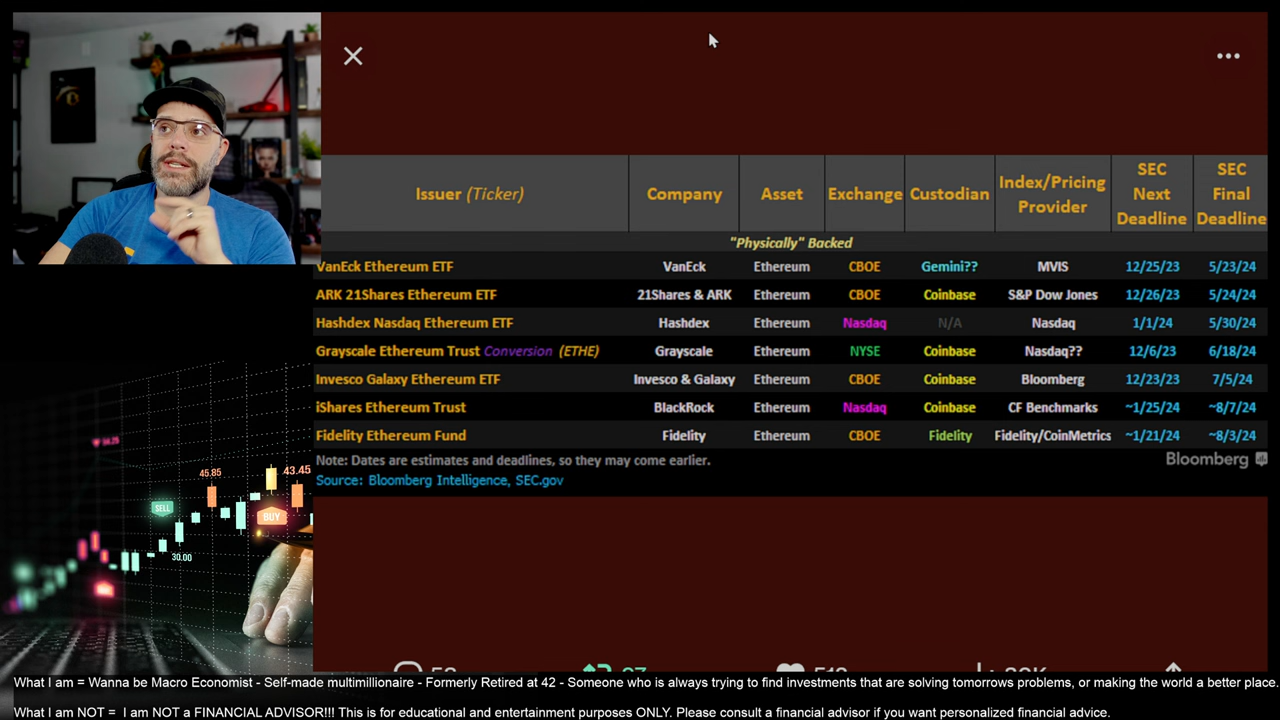 Issuer (Ticker) Company Asset Exchange Custodian Index/Pricing Provider SEC Next Deadline SEC Final Deadline
"Physically" Backed
VanEck Ethereum ETF VanEck Ethereum CBOE Gemini?? MVIS 12/25/23 5/23/24
ARK 21Shares Ethereum ETF 21Shares & ARK Ethereum CBOE Coinbase S&P Dow Jones 12/26/23 5/24/24
Hashdex Nasdaq Ethereum ETF Hashdex Ethereum Nasdaq N/A Nasdaq 1/1/24 5/30/24
Grayscale Ethereum Trust Conversion (ETHE) Grayscale Ethereum NYSE Coinbase Nasdaq?? 12/6/23 6/18/24
Invesco Galaxy Ethereum ETF Invesco & Galaxy Ethereum CBOE Coinbase Bloomberg 12/23/23 7/5/24
iShares Ethereum Trust BlackRock Ethereum Nasdaq Coinbase CF Benchmarks ~1/25/24 ~8/7/24
Fidelity Ethereum Fund Fidelity Ethereum CBOE Fidelity Fidelity/CoinMetrics ~1/21/24 ~8/3/24
Note: Dates are estimates and deadlines, so they may come earlier. Bloomberg
Source: Bloomberg Intelligence, SEC.gov
45.85
43.45
SELL
BUY
30.00
What I am = Wanna be Macro Economist - Self-made multimillionaire - Formerly Retired at 42 - Someone who is always trying to find investments that are solving tomorrows problems, or making the world a better place.
What I am NOT = I am NOT a FINANCIAL ADVISOR!!! This is for educational and entertainment purposes ONLY. Please consult a financial advisor if you want personalized financial advice.